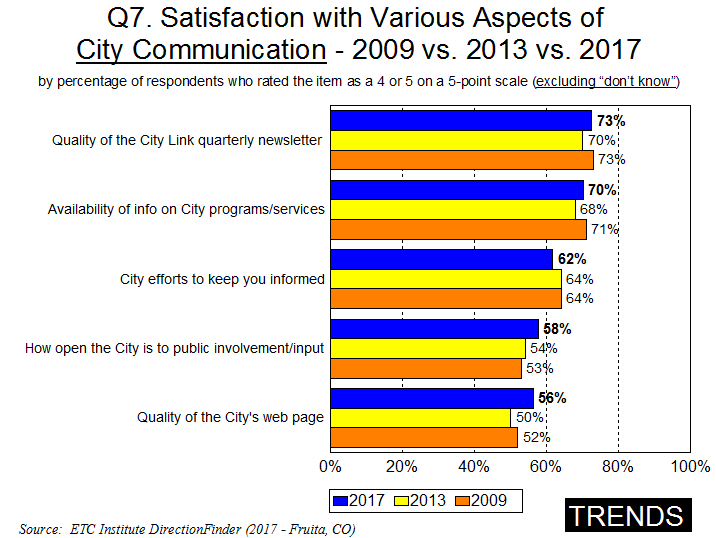 Q7. Satisfaction with Various Aspects of
City Communication - 2009 vs. 2013 vs. 2017
by percentage of respondents who rated the item as a 4 or 5 on a 5-point scale (excluding “don’t know”)
Quality of the City Link quarterly newsletter
73%
70%
73%
Availability of info on City programs/services
70%
68%
71%
City efforts to keep you informed
62%
64%
64%
How open the City is to public involvement/input
58%
54%
53%
Quality of the City's web page
56%
50%
52%
0% 20% 40% 60% 80% 100%
2017 2013 2009
TRENDS
Source: ETC Institute DirectionFinder (2017 - Fruita, CO)